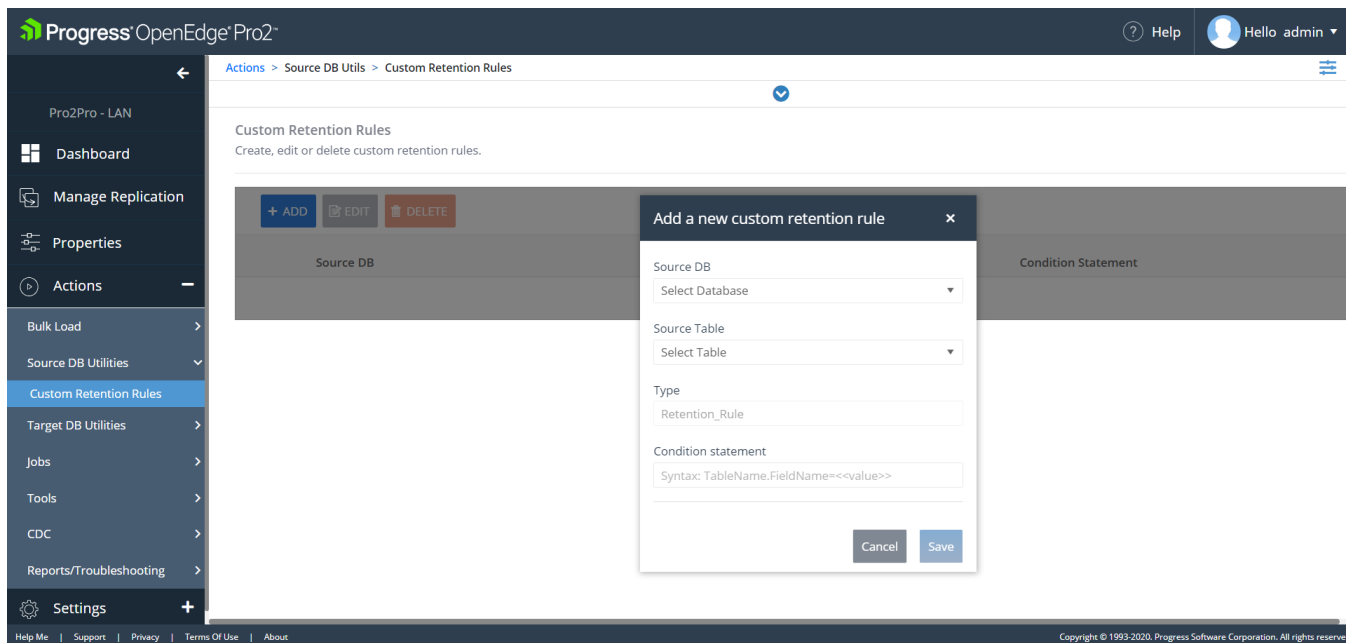 Progress® OpenEdge® Pro2™
Help
Hello admin
Actions > Source DB Utils > Custom Retention Rules
Pro2Pro - LAN
Dashboard
Manage Replication
Properties
Actions
Bulk Load
Source DB Utilities
Custom Retention Rules
Target DB Utilities
Jobs
Tools
CDC
Reports/Troubleshooting
Settings
Custom Retention Rules
Create, edit or delete custom retention rules.
+ ADD
EDIT
DELETE
Source DB
Condition Statement
Add a new custom retention rule
Source DB
Select Database
Source Table
Select Table
Type
Retention_Rule
Condition statement
Syntax: TableName.FieldName=<<value>>
Cancel
Save
Help Me | Support | Privacy | Terms Of Use | About
Copyright © 1993-2020. Progress Software Corporation. All rights reserve